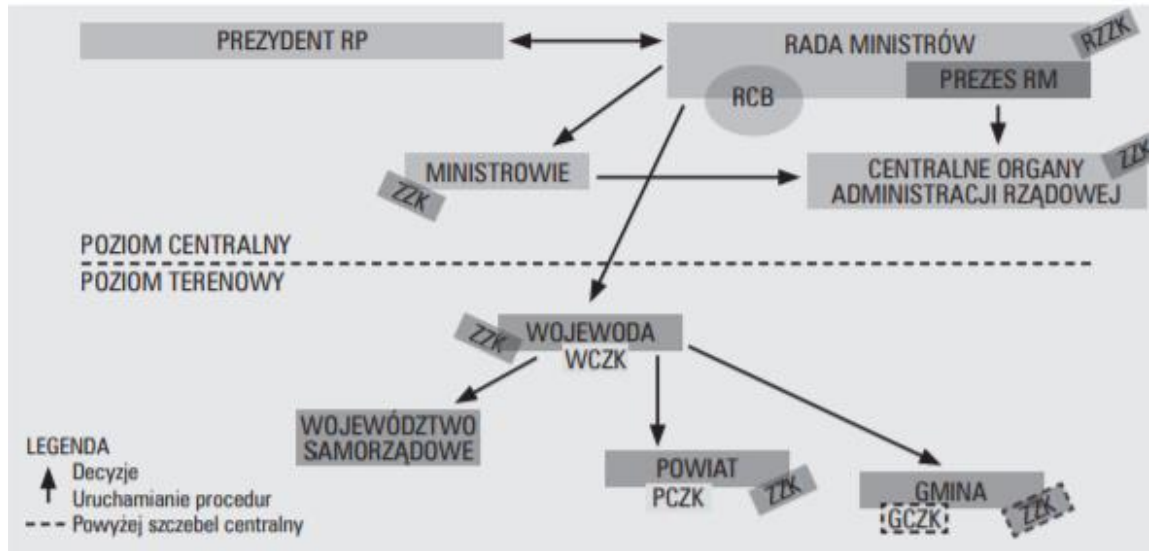 PREZYDENT RP
RADA MINISTRÓW
RZZK
PREZES RM
RCB
MINISTROWIE
ZZK
CENTRALNE ORGANY
ADMINISTRACJI RZĄDOWEJ
ZZK
POZIOM CENTRALNY
POZIOM TERENOWY
ZZK
WOJEWODA
WCZK
WOJEWÓDZTWO
SAMORZĄDOWE
POWIAT
PCZK
ZZK
GMINA
GCZK
ZZK
LEGENDA
Decyzje
Uruchamianie procedur
Powyżej szczebel centralny